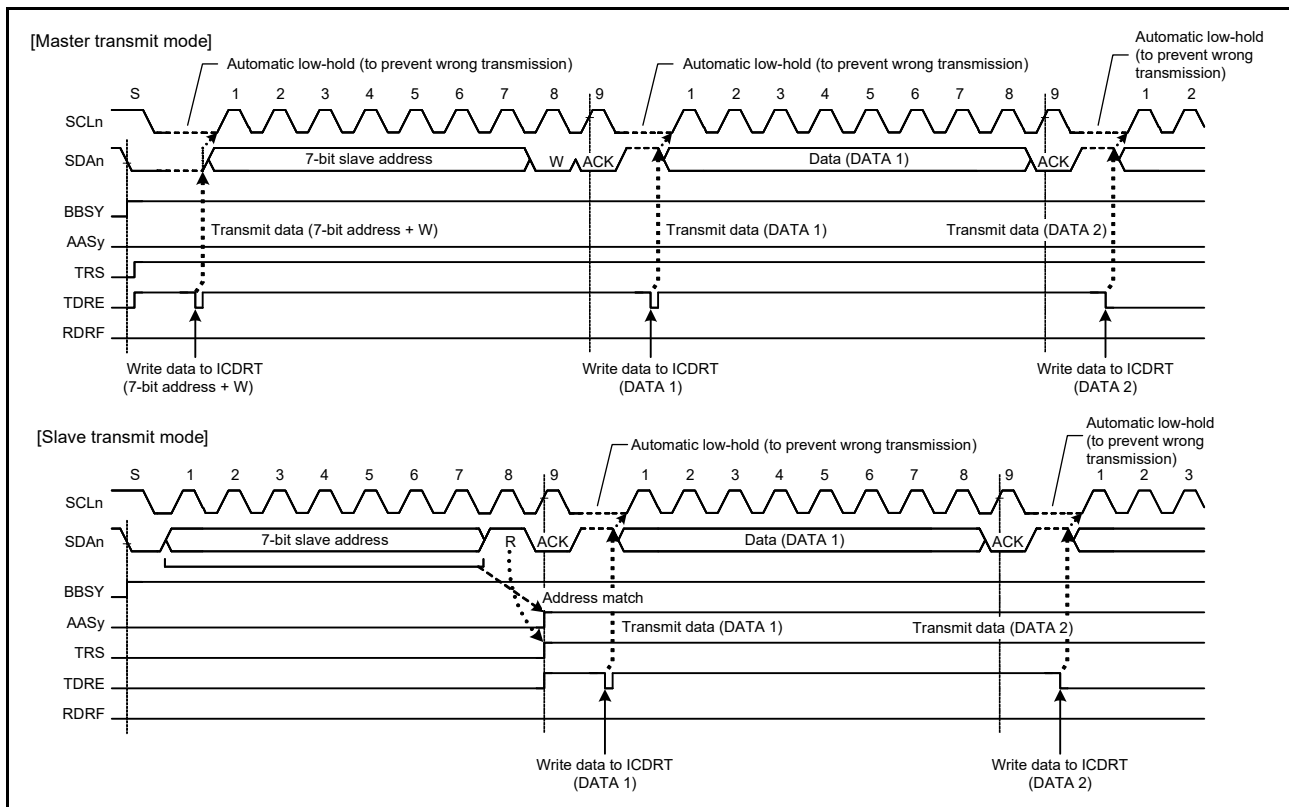 [Master transmit mode]
Automatic low-hold (to prevent wrong transmission)
Automatic low-hold (to prevent wrong transmission)
Automatic low-hold
(to prevent wrong
transmission)
S 1 2 3 4 5 6 7 8 9 1 2 3 4 5 6 7 8 9 1 2
SCLn
SDAn 7-bit slave address W ACK Data (DATA 1) ACK
BBSY
Transmit data (7-bit address + W) Transmit data (DATA 1) Transmit data (DATA 2)
AASy
TRS
TDRE
RDRF
Write data to ICDRT
(7-bit address + W)
Write data to ICDRT
(DATA 1)
Write data to ICDRT
(DATA 2)
[Slave transmit mode]
Automatic low-hold (to prevent wrong transmission)
Automatic low-hold
(to prevent wrong
transmission)
S 1 2 3 4 5 6 7 8 9 1 2 3 4 5 6 7 8 9 1 2 3
SCLn
SDAn 7-bit slave address R ACK Data (DATA 1) ACK
BBSY
Address match
AASy
Transmit data (DATA 1) Transmit data (DATA 2)
TRS
TDRE
RDRF
Write data to ICDRT
(DATA 1)
Write data to ICDRT
(DATA 2)